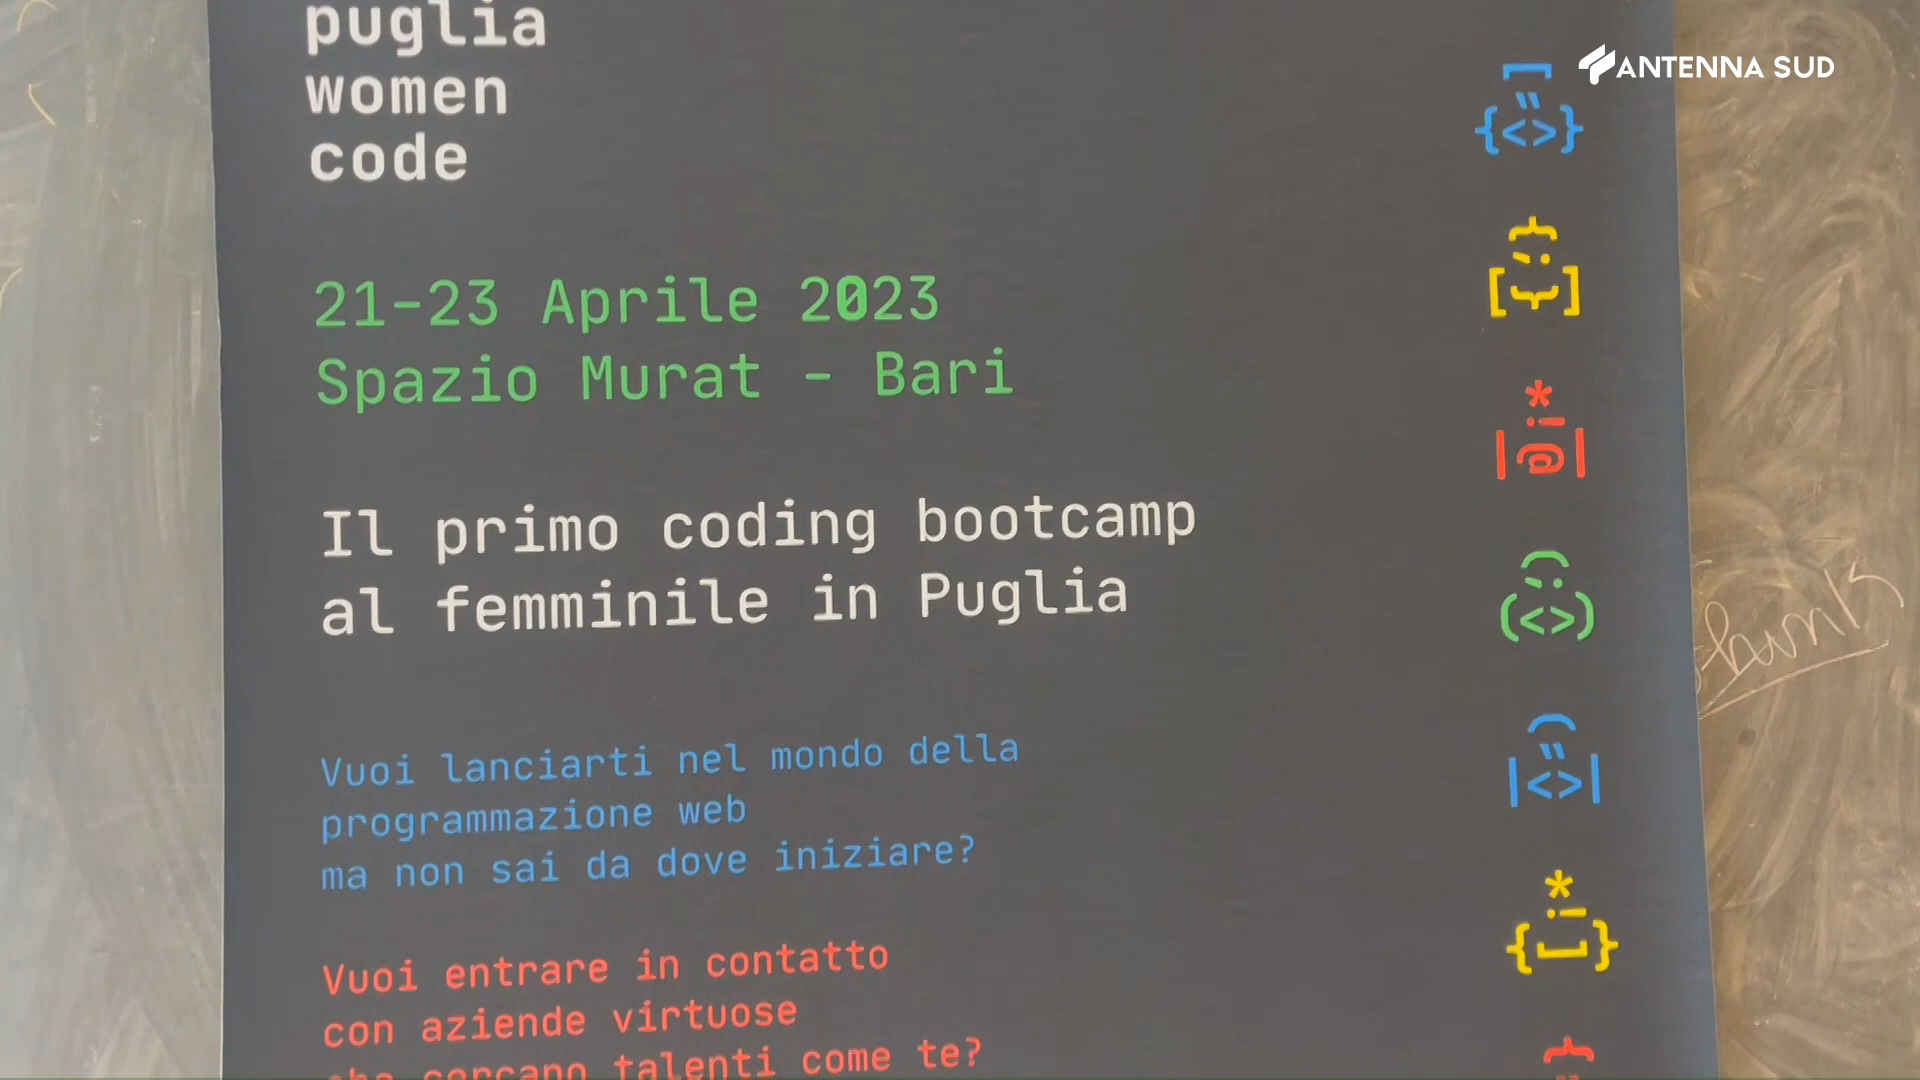 puglia
women
code
ANTENNA SUD
21-23 Aprile 2023
Spazio Murat - Bari
Il primo coding bootcamp
al femminile in Puglia
Vuoi lanciarti nel mondo della
programmazione web
ma non sai da dove iniziare?
Vuoi entrare in contatto
con aziende virtuose
che cercano talenti come te?